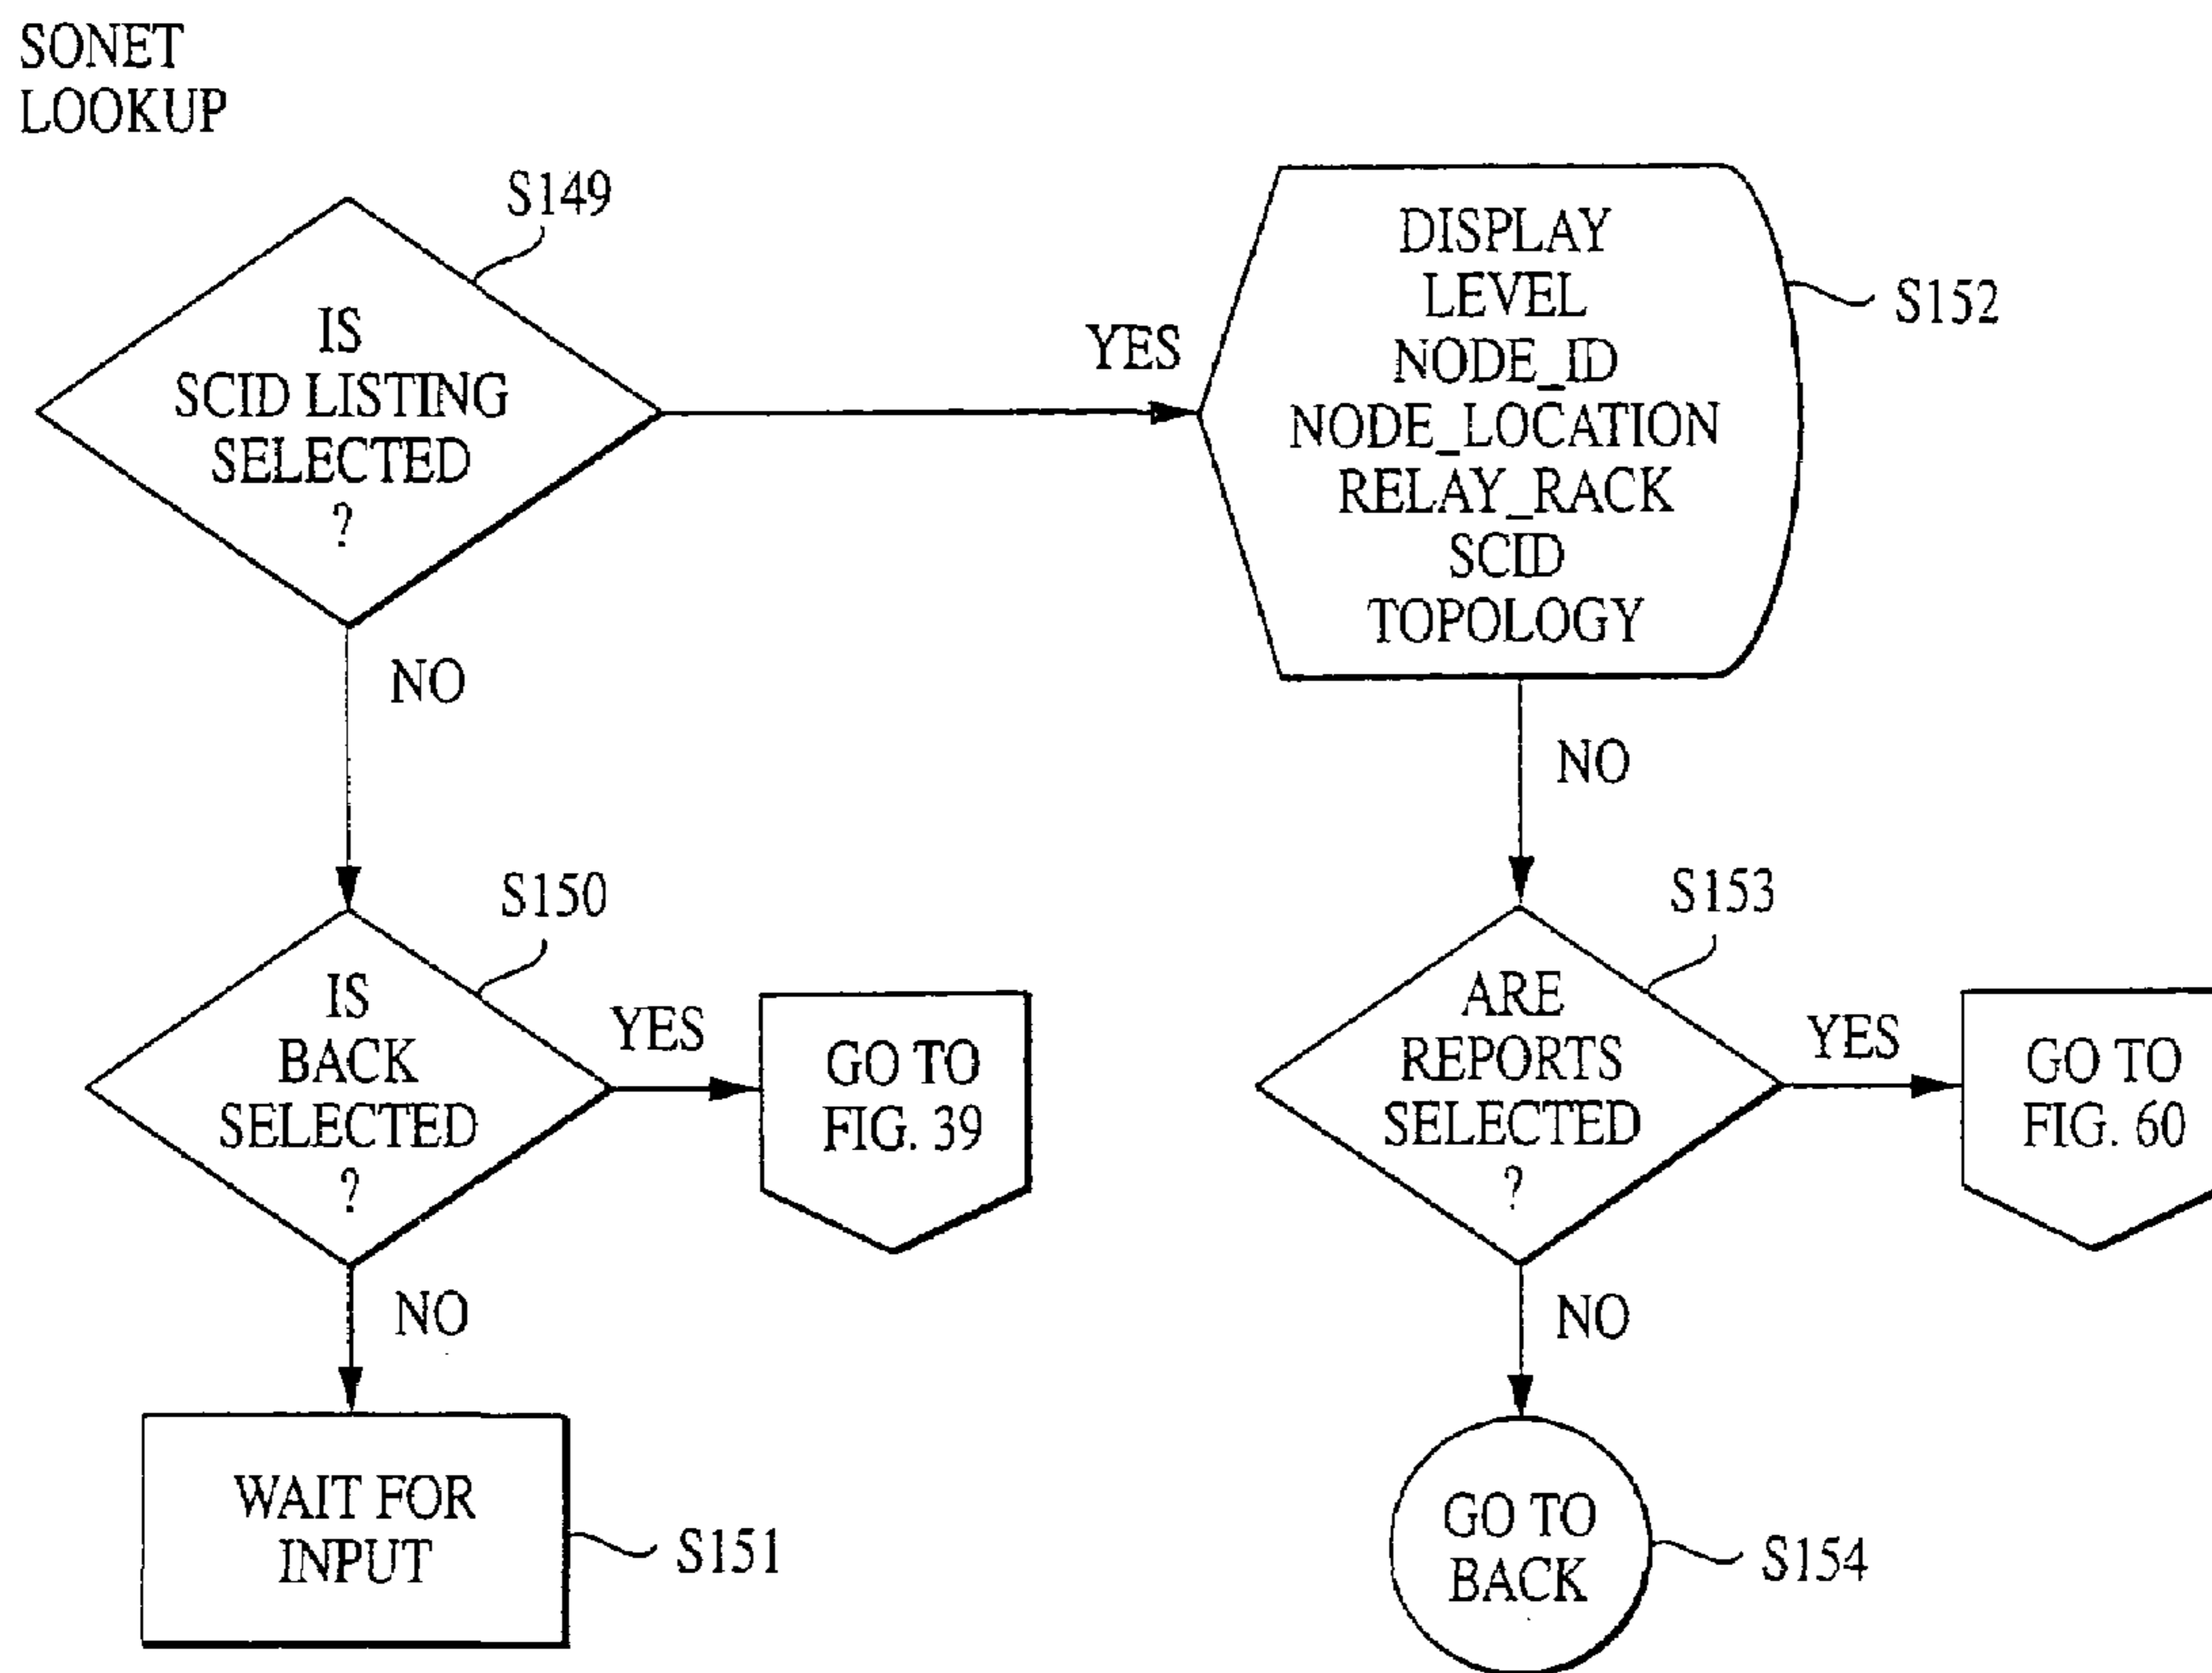 SONET
LOOKUP
S149
IS
SCID LISTING
SELECTED
?
YES
NO
DISPLAY
LEVEL
NODE_ID
NODE_LOCATION
RELAY_RACK
SCID
TOPOLOGY
S152
NO
S150
IS
BACK
SELECTED
?
YES
GO TO
FIG. 39
NO
WAIT FOR
INPUT
S151
S153
ARE
REPORTS
SELECTED
?
YES
GO TO
FIG. 60
NO
GO TO
BACK
S154